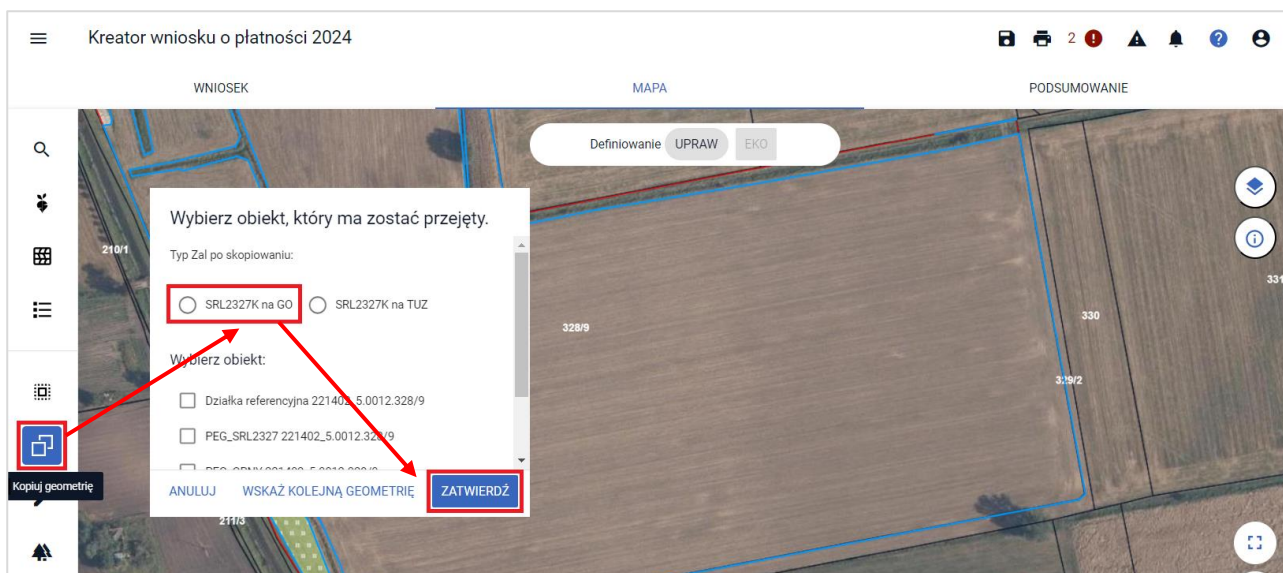 Kreator wniosku o płatności 2024
2
WNIOSEK
MAPA
PODSUMOWANIE
Definiowanie UPRAW EKO
Wybierz obiekt, który ma zostać przejęty.
Typ Zal po skopiowaniu:
SRL2327K na GO
SRL2327K na TUZ
Wybierz obiekt:
Działka referencyjna 221402_5.0012.328/9
PEG_SRL2327 221402_5.0012.328/9
ANULUJ
WSKAŻ KOLEJNĄ GEOMETRIĘ
ZATWIERDŹ
Kopiuj geometrię
210/1
328/9
330
331
329/2
211/3